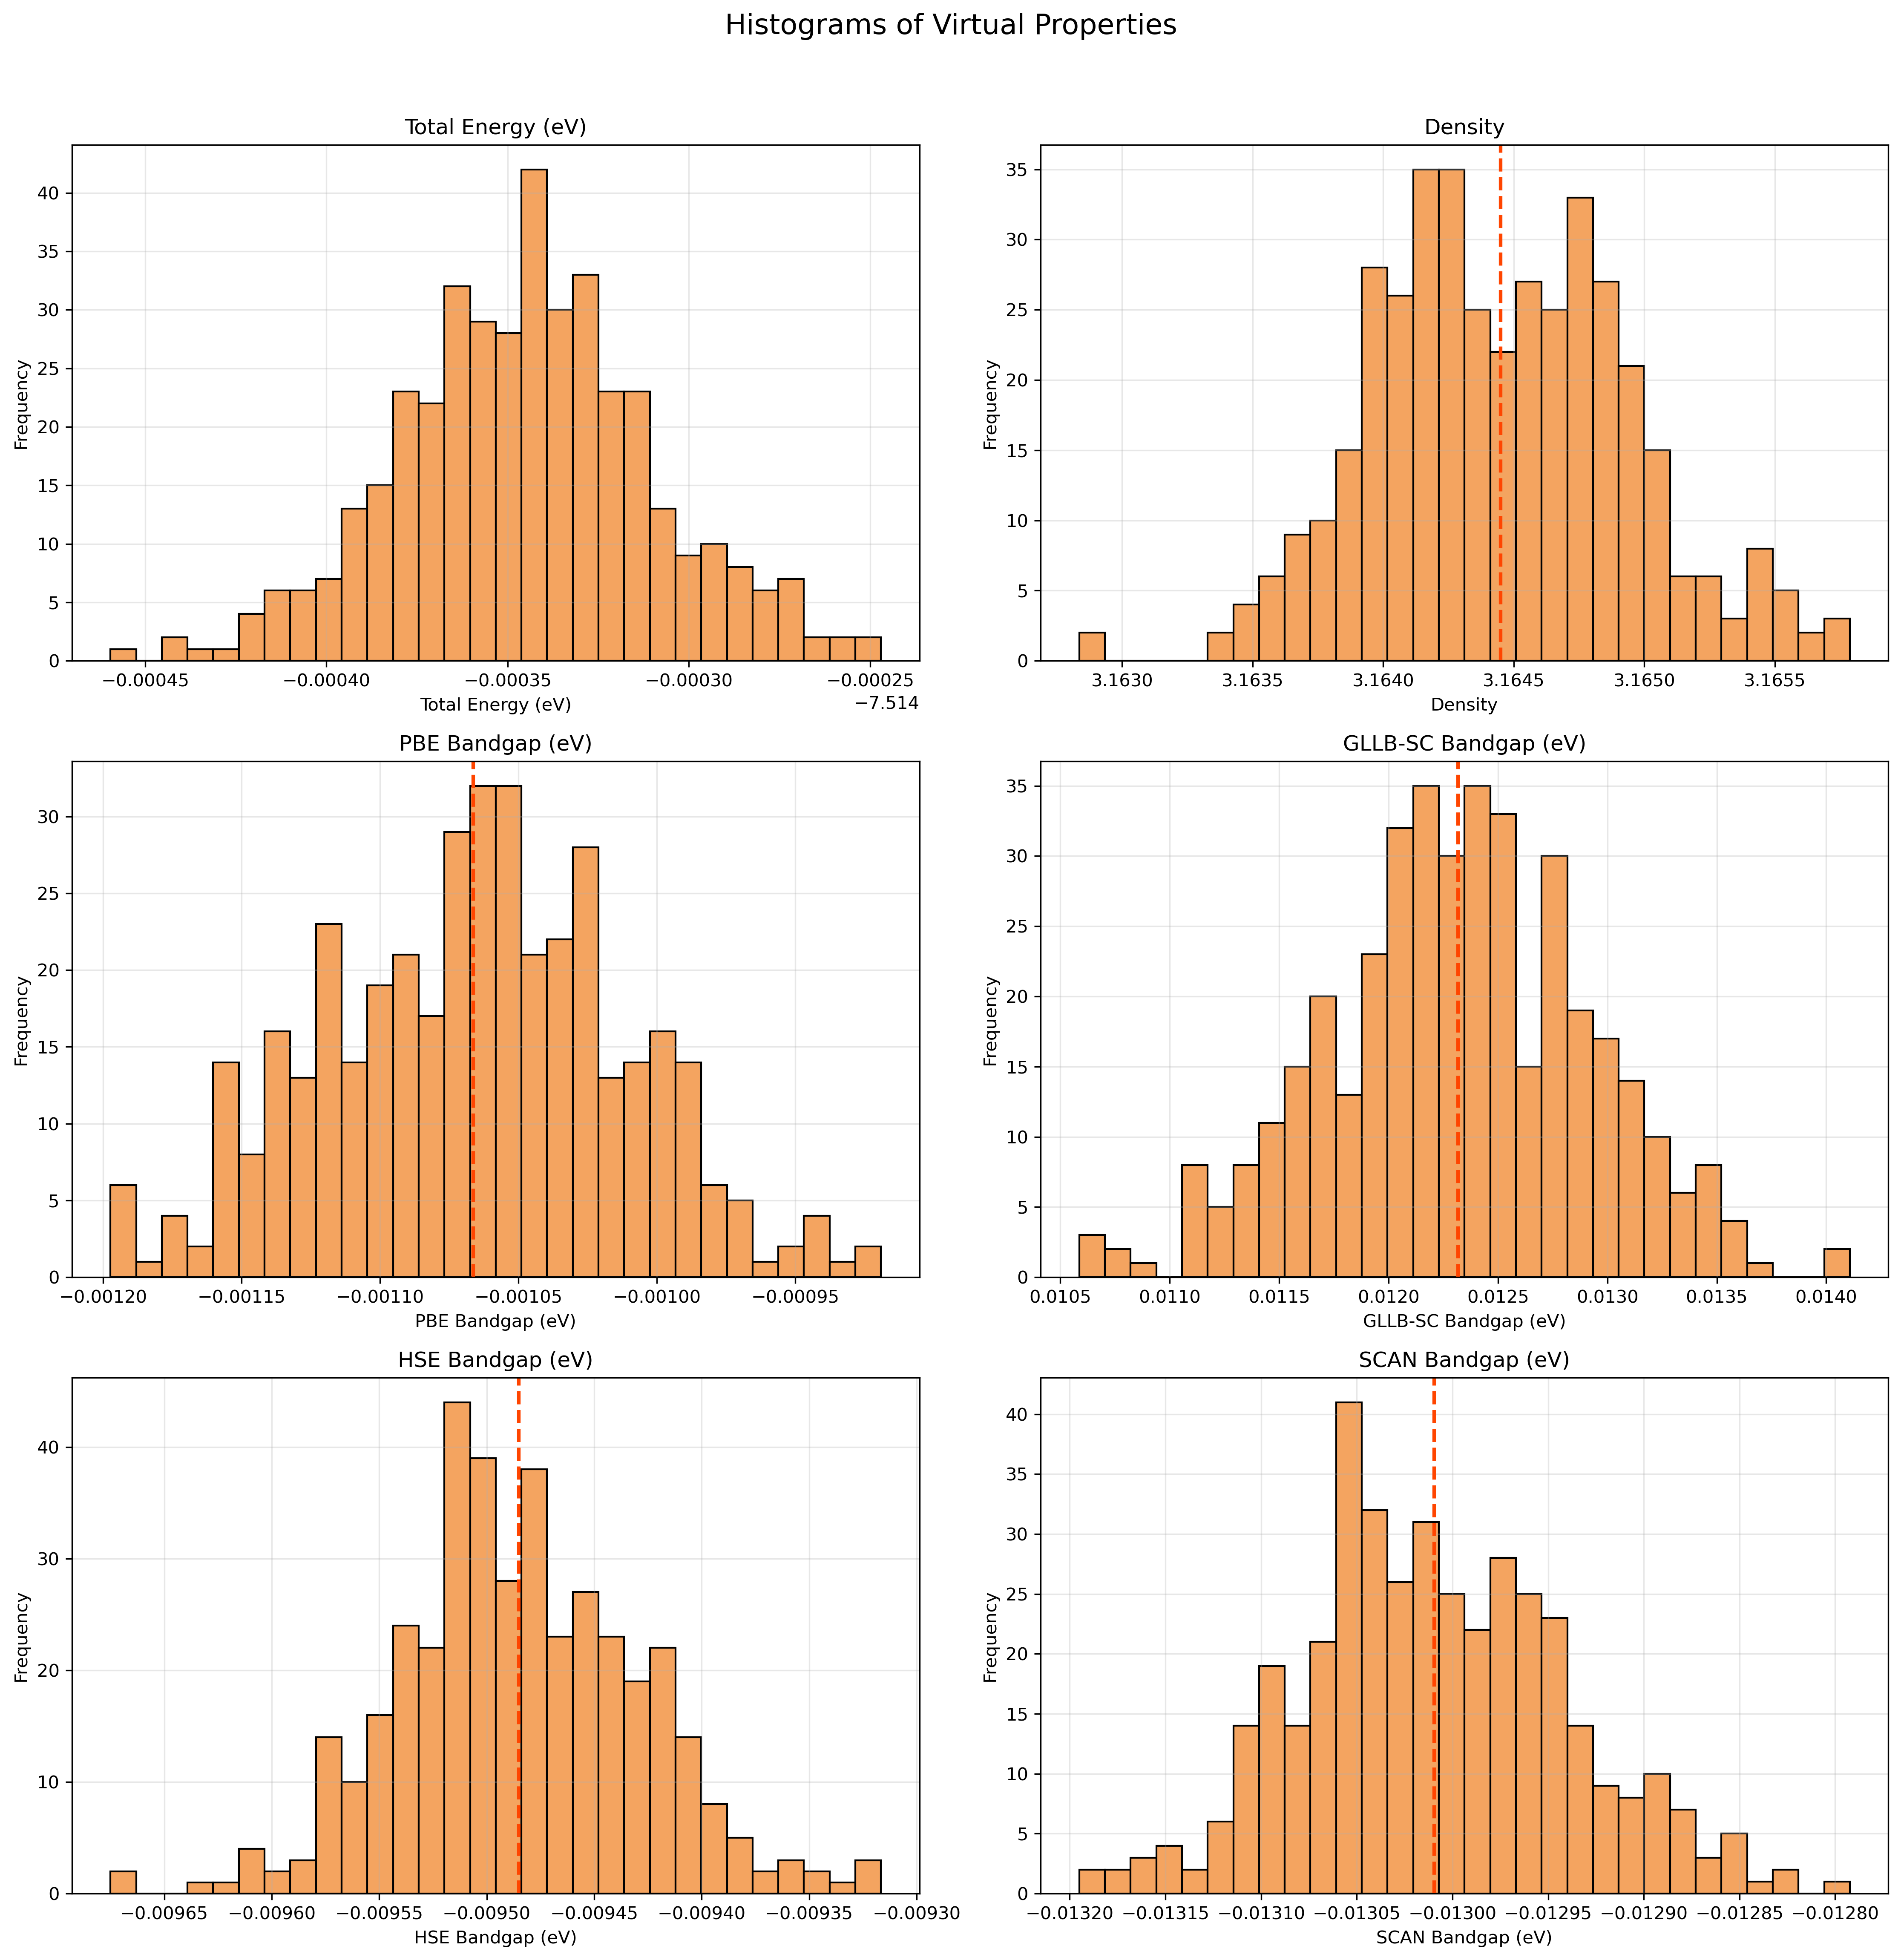 Histograms of Virtual Properties
Total Energy (eV)
Frequency
40
35
30
25
20
15
10
5
0
−0.00045 −0.00040 −0.00035 −0.00030 −0.00025
−7.514
Total Energy (eV)
Density
Frequency
35
30
25
20
15
10
5
0
3.1630 3.1635 3.1640 3.1645 3.1650 3.1655
Density
PBE Bandgap (eV)
Frequency
30
25
20
15
10
5
0
−0.00120 −0.00115 −0.00110 −0.00105 −0.00100 −0.00095
PBE Bandgap (eV)
GLLB-SC Bandgap (eV)
Frequency
35
30
25
20
15
10
5
0
0.0105 0.0110 0.0115 0.0120 0.0125 0.0130 0.0135 0.0140
GLLB-SC Bandgap (eV)
HSE Bandgap (eV)
Frequency
40
30
20
10
0
−0.00965 −0.00960 −0.00955 −0.00950 −0.00945 −0.00940 −0.00935 −0.00930
HSE Bandgap (eV)
SCAN Bandgap (eV)
Frequency
40
35
30
25
20
15
10
5
0
−0.01320 −0.01315 −0.01310 −0.01305 −0.01300 −0.01295 −0.01290 −0.01285 −0.01280
SCAN Bandgap (eV)